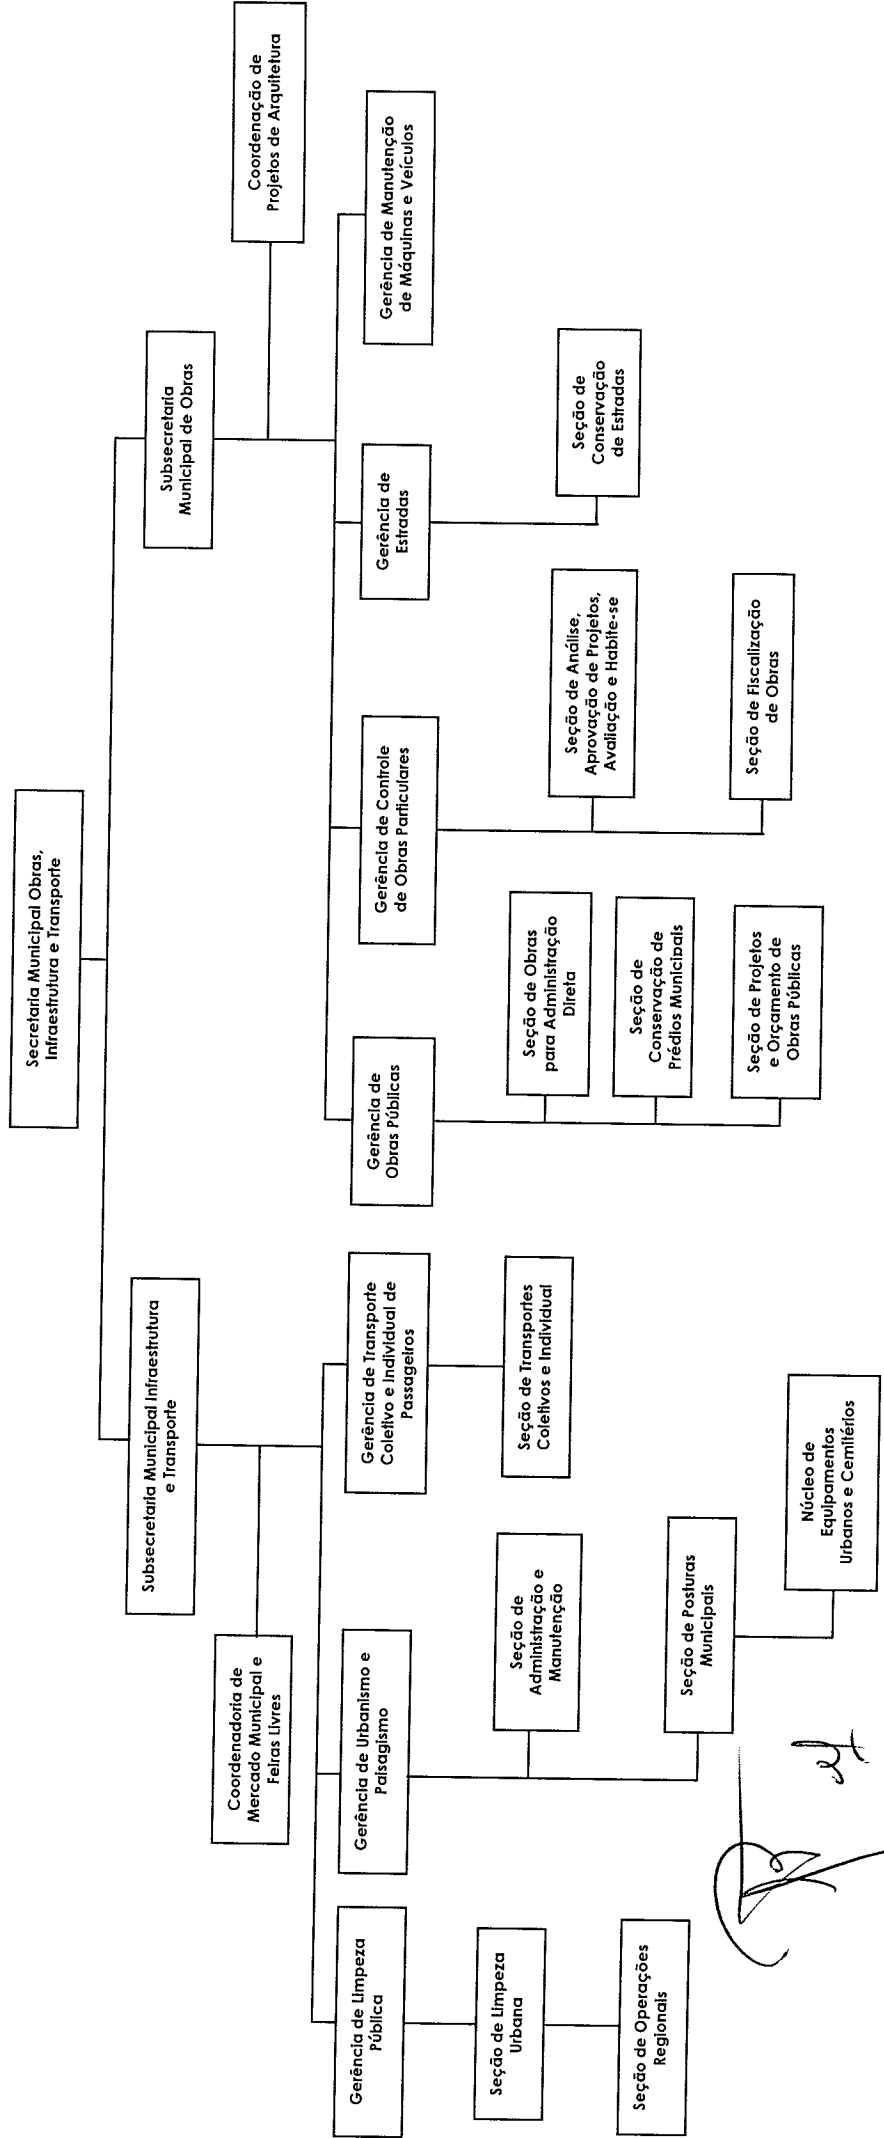 Secretaria Municipal Obras,
Infraestrutura e Transporte
Subsecretaria Municipal Infraestrutura
e Transporte
Subsecretaria
Municipal de Obras
Coordenadoria de
Mercado Municipal e
Feiras Livres
Coordenação de
Projetos de Arquitetura
Gerência de Limpeza
Pública
Gerência de Urbanismo e
Paisagismo
Gerência de Transporte
Coletivo e Individual de
Passageiros
Gerência de
Obras Públicas
Gerência de Controle
de Obras Particulares
Gerência de
Estradas
Gerência de Manutenção
de Máquinas e Veículos
Seção de Limpeza
Urbana
Seção de Administração e
Manutenção
Seção de Transportes
Coletivos e Individual
Seção de Obras
para Administração
Direta
Seção de Análise,
Aprovação de Projetos,
Avaliação e Habite-se
Seção de
Conservação
de Estradas
Seção de Operações
Regionais
Seção de Posturas
Municipais
Seção de
Conservação de
Prédios Municipais
Seção de Fiscalização
de Obras
Núcleo de
Equipamentos
Urbanos e Cemitérios
Seção de Projetos
e Orçamento de
Obras Públicas